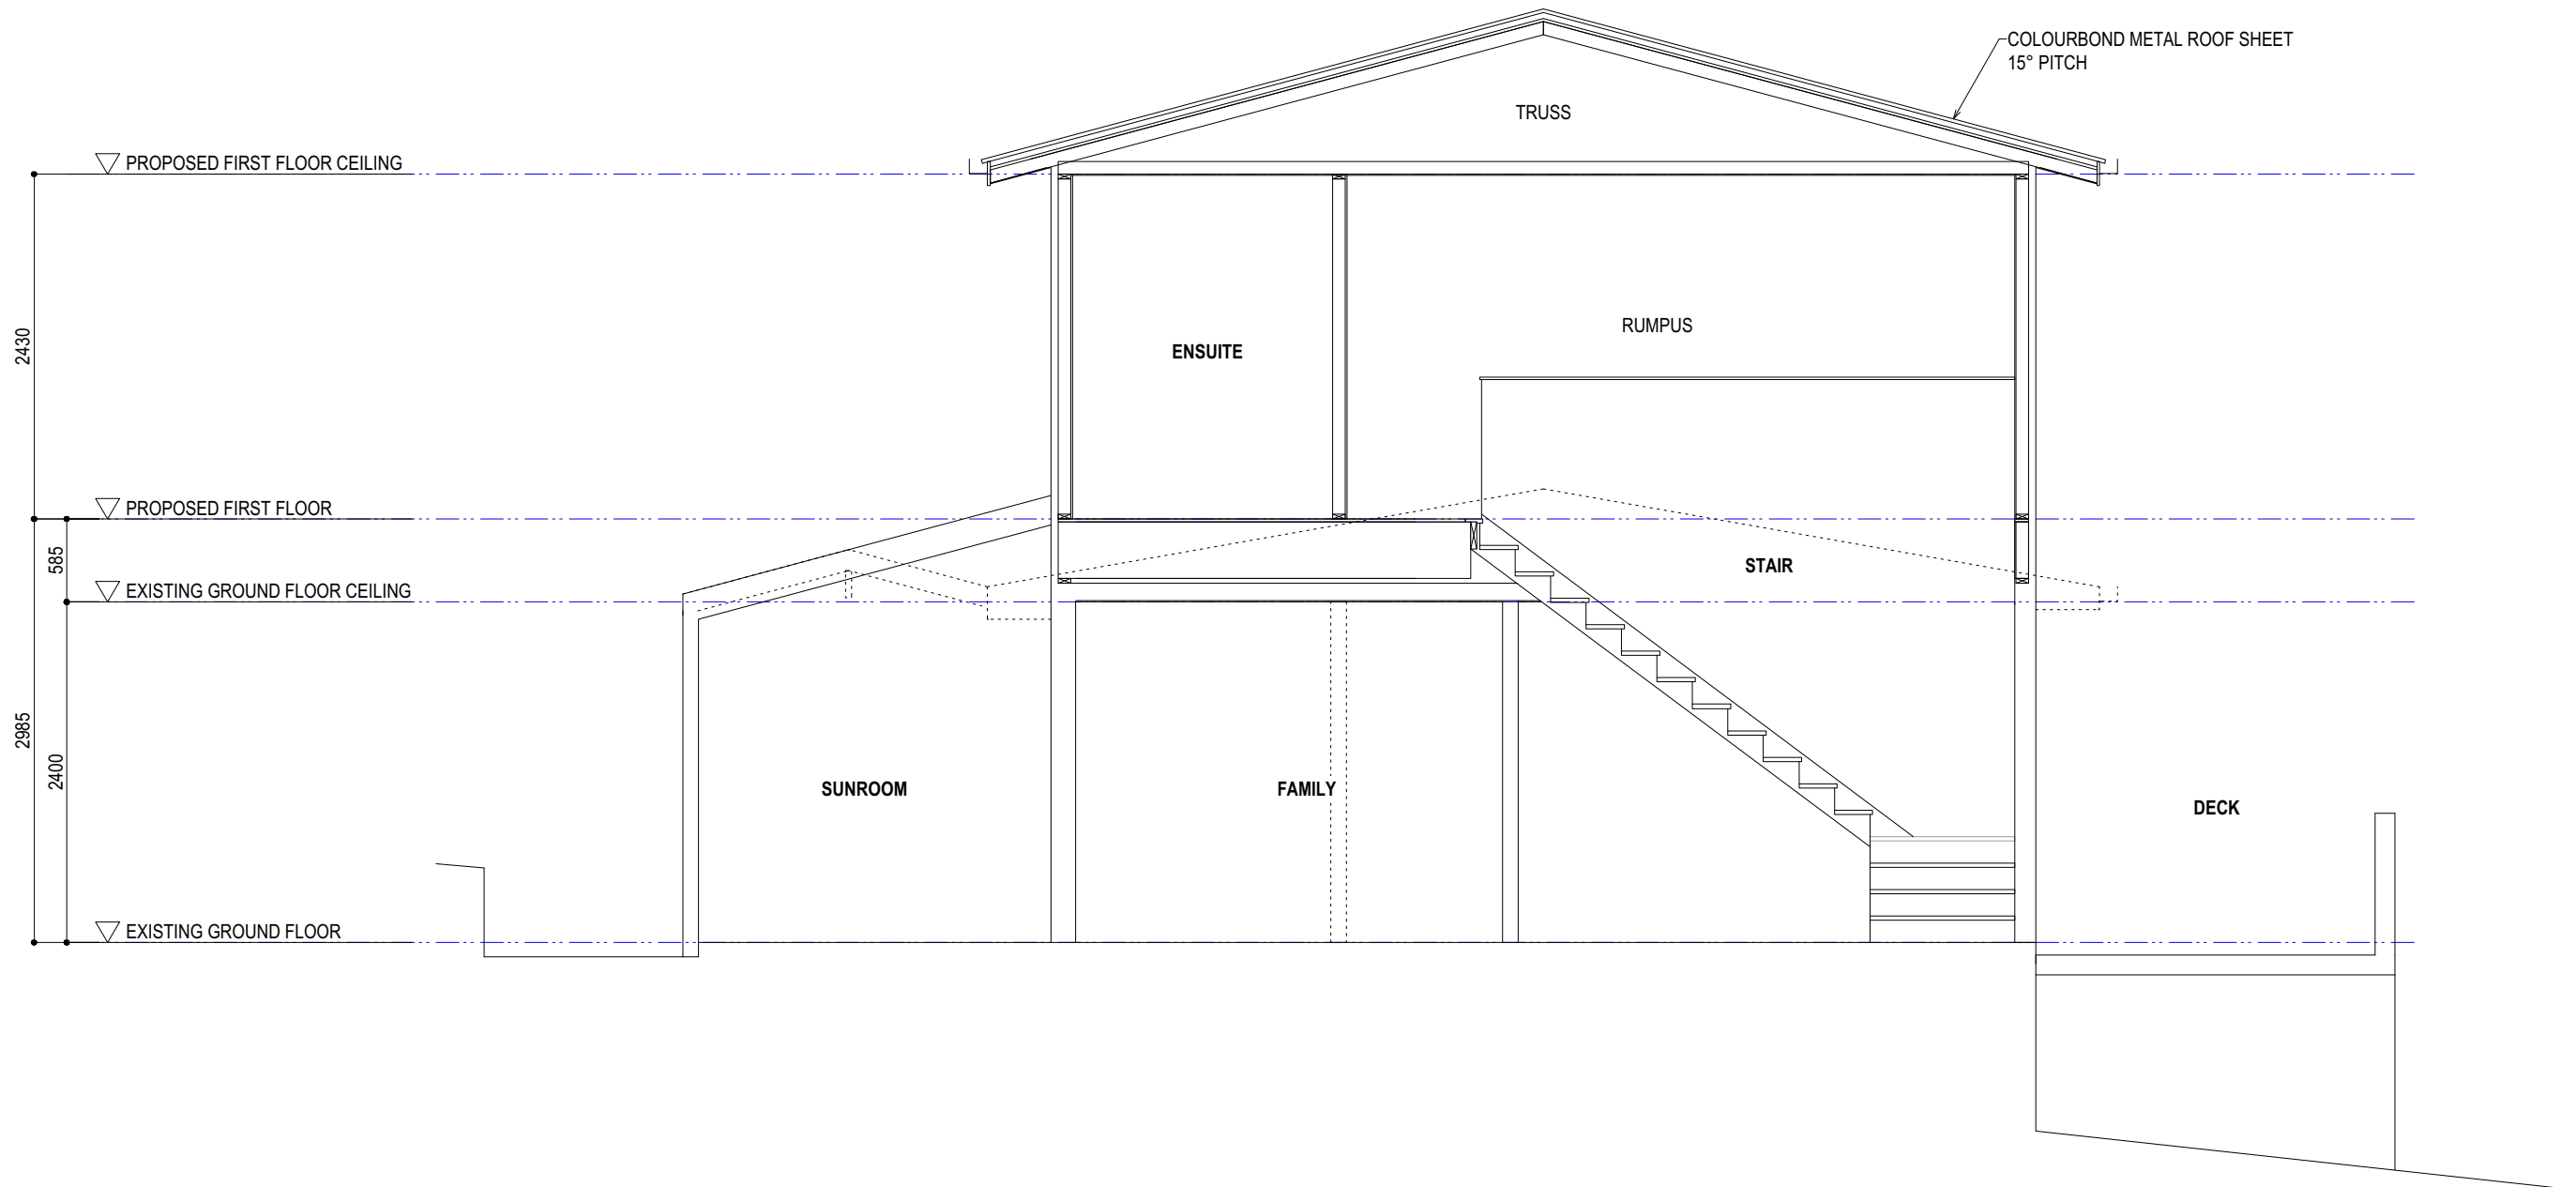 COLOURBOND METAL ROOF SHEET
15° PITCH
TRUSS
PROPOSED FIRST FLOOR CEILING
2430
RUMPUS
ENSUITE
PROPOSED FIRST FLOOR
585
STAIR
EXISTING GROUND FLOOR CEILING
2985
2400
SUNROOM
FAMILY
DECK
EXISTING GROUND FLOOR